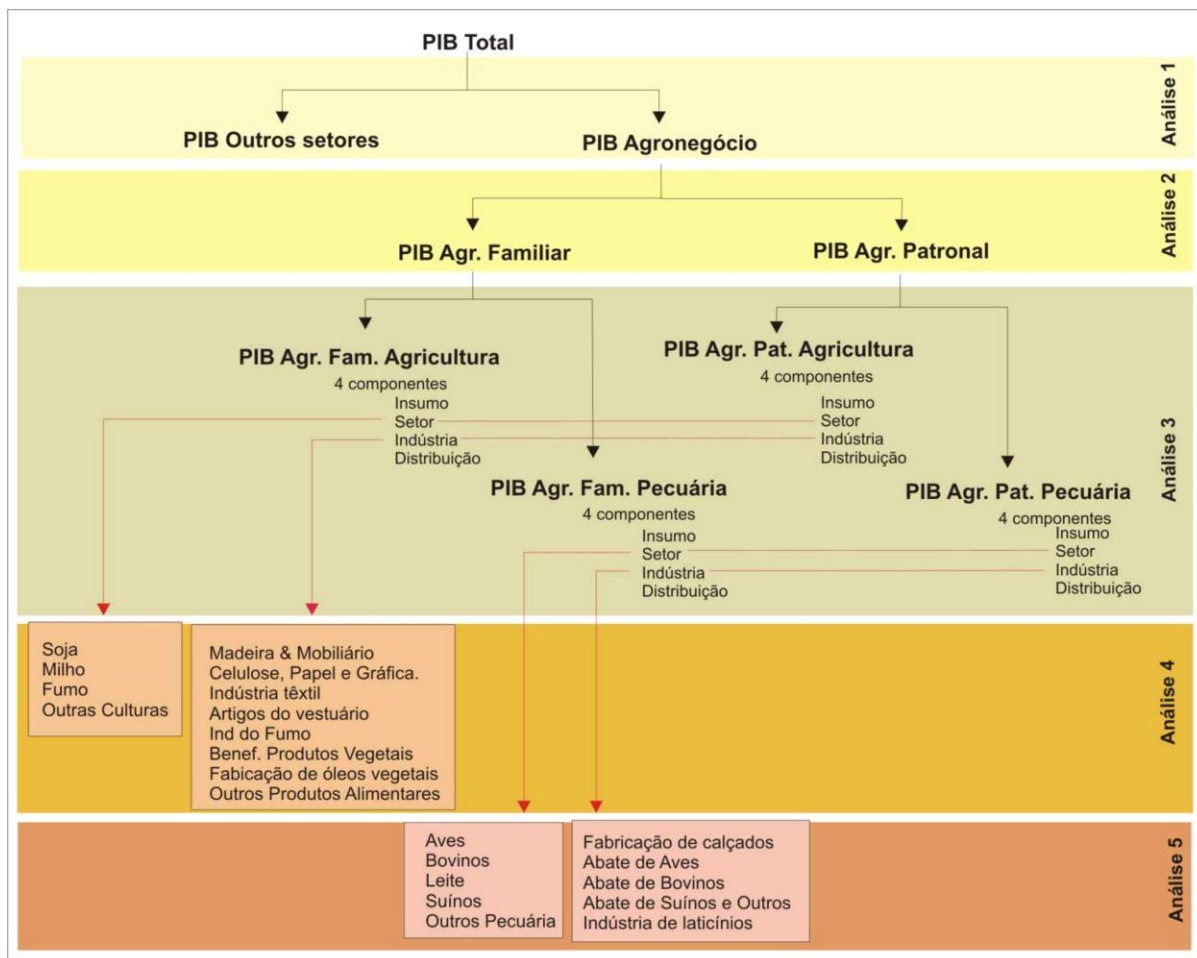 PIB Total
Análise 1
PIB Outros setores
PIB Agronegócio
Análise 2
PIB Agr. Familiar
PIB Agr. Patronal
Análise 3
PIB Agr. Fam. Agricultura
4 componentes
Insumo
Setor
Indústria
Distribuição
PIB Agr. Pat. Agricultura
4 componentes
Insumo
Setor
Indústria
Distribuição
PIB Agr. Fam. Pecuária
4 componentes
Insumo
Setor
Indústria
Distribuição
PIB Agr. Pat. Pecuária
4 componentes
Insumo
Setor
Indústria
Distribuição
Análise 4
Soja
Milho
Fumo
Outras Culturas
Madeira & Mobiliário
Celulose, Papel e Gráfica.
Indústria têxtil
Artigos do vestuário
Ind do Fumo
Benef. Produtos Vegetais
Fabicação de óleos vegetais
Outros Produtos Alimentares
Análise 5
Aves
Bovinos
Leite
Suínos
Outros Pecuária
Fabricação de calçados
Abate de Aves
Abate de Bovinos
Abate de Suínos e Outros
Indústria de laticínios